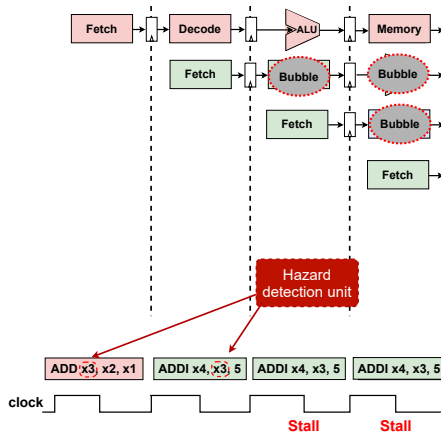 Fetch
Decode
ALU
Memory
Fetch
Bubble
Bubble
Fetch
Bubble
Fetch
Hazard
detection unit
ADD x3, x2, x1
ADDI x4, x3, 5
ADDI x4, x3, 5
ADDI x4, x3, 5
clock
Stall
Stall